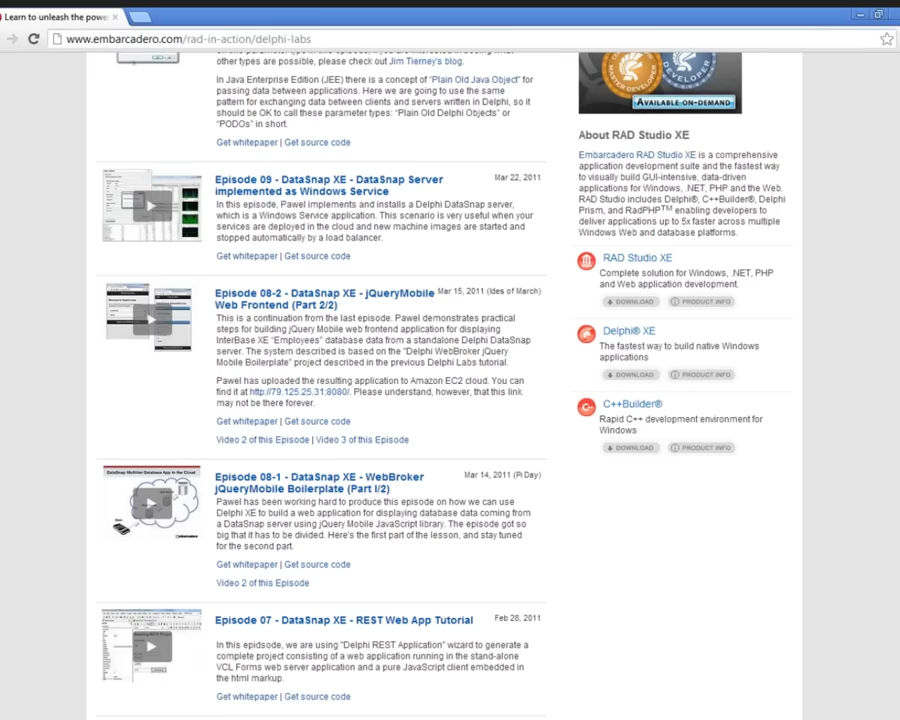 Learn to unleash the powe
www.embarcadero.com/rad-in-action/delphi-labs
other types are possible, please check out Jim Tierney's blog.
In Java Enterprise Edition (JEE) there is a concept of "Plain Old Java Object" for
passing data between applications. Here we are going to use the same
pattern for exchanging data between clients and servers written in Delphi, so it
should be OK to call these parameter types: "Plain Old Delphi Objects" or
"PODOs" in short.
Get whitepaper | Get source code
Episode 09 - DataSnap XE - DataSnap Server
implemented as Windows Service
Mar 22, 2011
In this episode, Pawel implements and installs a Delphi DataSnap server,
which is a Windows Service application. This scenario is very useful when your
services are deployed in the cloud and new machine images are started and
stopped automatically by a load balancer.
Get whitepaper | Get source code
Episode 08-2 - DataSnap XE - jQueryMobile
Web Frontend (Part 2/2)
Mar 15, 2011 (Ides of March)
This is a continuation from the last episode. Pawel demonstrates practical
steps for building jQuery Mobile web frontend application for displaying
InterBase XE "Employees" database data from a standalone Delphi DataSnap
server. The system described is based on the "Delphi WebBroker jQuery
Mobile Boilerplate" project described in the previous Delphi Labs tutorial.
Pawel has uploaded the resulting application to Amazon EC2 cloud. You can
find it at http://79.125.25.31:8080/. Please understand, however, that this link
may not be there forever.
Get whitepaper | Get source code
Video 2 of this Episode | Video 3 of this Episode
Episode 08-1 - DataSnap XE - WebBroker
jQueryMobile Boilerplate (Part I/2)
Mar 14, 2011 (Pi Day)
Pawel has been working hard to produce this episode on how we can use
Delphi XE to build a web application for displaying database data coming from
a DataSnap server using jQuery Mobile JavaScript library. The episode got so
big that it has to be divided. Here's the first part of the lesson, and stay tuned
for the second part.
Get whitepaper | Get source code
Video 2 of this Episode
Episode 07 - DataSnap XE - REST Web App Tutorial
Feb 28, 2011
In this epidsode, we are using "Delphi REST Application" wizard to generate a
complete project consisting of a web application running in the stand-alone
VCL Forms web server application and a pure JavaScript client embedded in
the html markup.
Get whitepaper | Get source code
AVAILABLE ON-DEMAND
About RAD Studio XE
Embarcadero RAD Studio XE is a comprehensive
application development suite and the fastest way
to visually build GUI-intensive, data-driven
applications for Windows, .NET, PHP and the Web.
RAD Studio includes Delphi®, C++Builder®, Delphi
Prism, and RadPHP™ enabling developers to
deliver applications up to 5x faster across multiple
Windows Web and database platforms.
RAD Studio XE
Complete solution for Windows, .NET, PHP
and Web application development.
DOWNLOAD
PRODUCT INFO
Delphi® XE
The fastest way to build native Windows
applications
DOWNLOAD
PRODUCT INFO
C++Builder®
Rapid C++ development environment for
Windows
DOWNLOAD
PRODUCT INFO